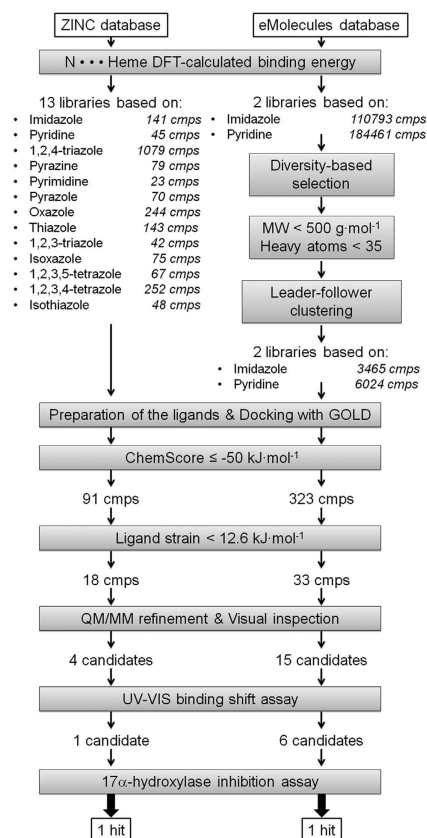 ZINC database
eMolecules database
N • • • Heme DFT-calculated binding energy
13 libraries based on:
• Imidazole 141 cmps
• Pyridine 45 cmps
• 1,2,4-triazole 1079 cmps
• Pyrazine 79 cmps
• Pyrimidine 23 cmps
• Pyrazole 70 cmps
• Oxazole 244 cmps
• Thiazole 143 cmps
• 1,2,3-triazole 42 cmps
• Isoxazole 75 cmps
• 1,2,3,5-tetrazole 67 cmps
• 1,2,3,4-tetrazole 252 cmps
• Isothiazole 48 cmps
2 libraries based on:
• Imidazole 110793 cmps
• Pyridine 184461 cmps
Diversity-based
selection
MW < 500 g·mol⁻¹
Heavy atoms < 35
Leader-follower
clustering
2 libraries based on:
• Imidazole 3465 cmps
• Pyridine 6024 cmps
Preparation of the ligands & Docking with GOLD
ChemScore ≤ -50 kJ·mol⁻¹
91 cmps
323 cmps
Ligand strain < 12.6 kJ·mol⁻¹
18 cmps
33 cmps
QM/MM refinement & Visual inspection
4 candidates
15 candidates
UV-VIS binding shift assay
1 candidate
6 candidates
17α-hydroxylase inhibition assay
1 hit
1 hit